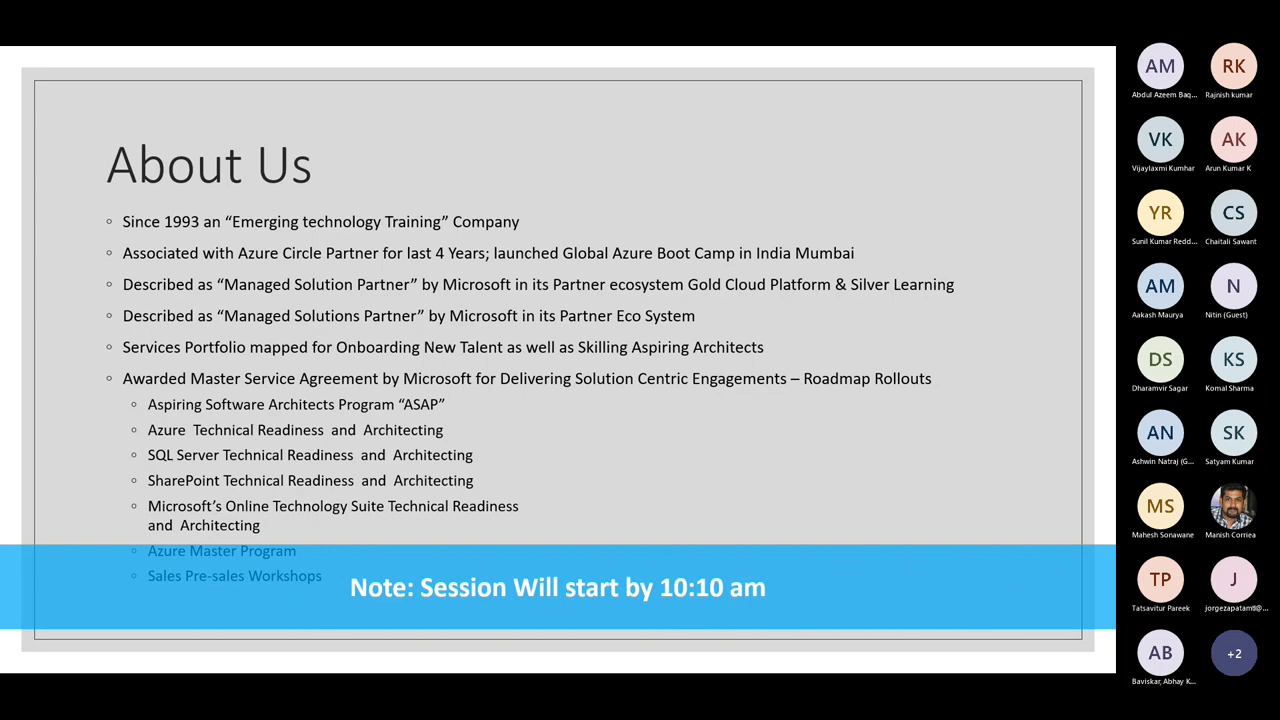 About Us
Since 1993 an “Emerging technology Training” Company
Associated with Azure Circle Partner for last 4 Years; launched Global Azure Boot Camp in India Mumbai
Described as “Managed Solution Partner” by Microsoft in its Partner ecosystem Gold Cloud Platform & Silver Learning
Described as “Managed Solutions Partner” by Microsoft in its Partner Eco System
Services Portfolio mapped for Onboarding New Talent as well as Skilling Aspiring Architects
Awarded Master Service Agreement by Microsoft for Delivering Solution Centric Engagements – Roadmap Rollouts
Aspiring Software Architects Program “ASAP”
Azure Technical Readiness and Architecting
SQL Server Technical Readiness and Architecting
SharePoint Technical Readiness and Architecting
Microsoft’s Online Technology Suite Technical Readiness
and Architecting
Azure Master Program
Sales Pre-sales Workshops
Note: Session Will start by 10:10 am
AM RK
Abdul Azeem Baq... Rajnish kumar
VK AK
Vijaylaxmi Kumhar Arun Kumar K
YR CS
Sunil Kumar Redd... Chaitali Sawant
AM N
Aakash Maurya Nitin (Guest)
DS KS
Dharamvir Sagar Komal Sharma
AN SK
Ashwin Natraj (G... Satyam Kumar
MS
Mahesh Sonawane Manish Corriea
TP J
Tatsavitur Pareek
AB +2
Baviskar, Abhay K...